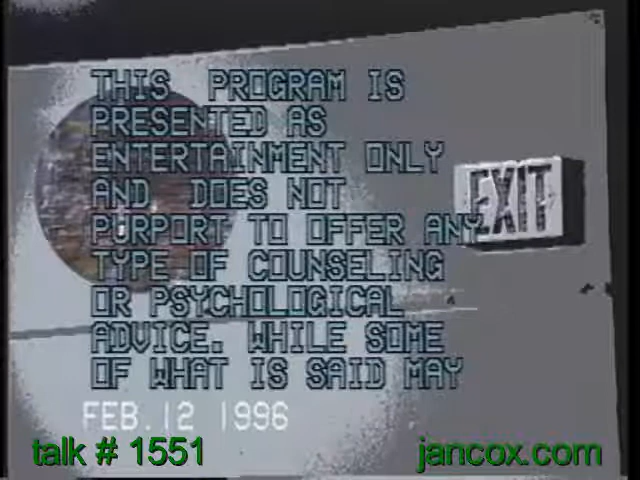 THIS PROGRAM IS
PRESENTED AS
ENTERTAINMENT ONLY
AND DOES NOT
PURPORT TO OFFER ANY
TYPE OF COUNSELING
OR PSYCHOLOGICAL
ADVICE. WHILE SOME
OF WHAT IS SAID MAY
EXIT
FEB.12 1996
talk # 1551
jancox.com